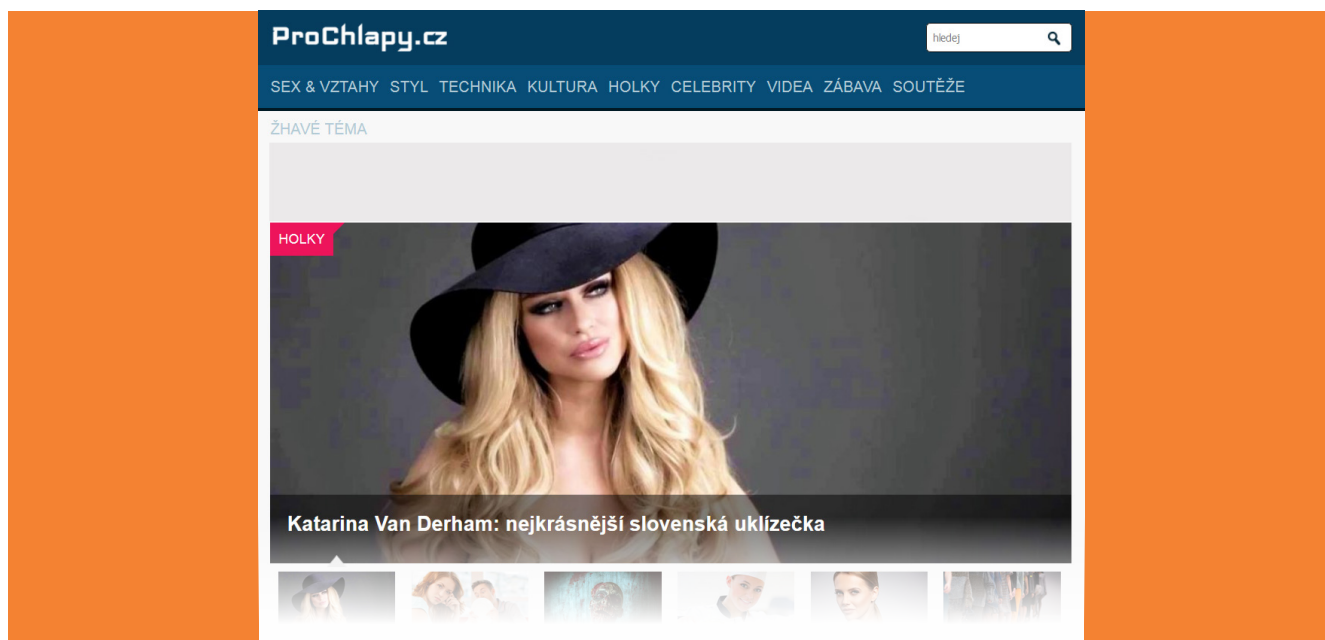 ProChlapy.cz
hledej
SEX & VZTAHY STYL TECHNIKA KULTURA HOLKY CELEBRITY VIDEA ZÁBAVA SOUTĚŽE
ŽHAVÉ TÉMA
HOLKY
Katarina Van Derham: nejkrásnější slovenská uklízečka